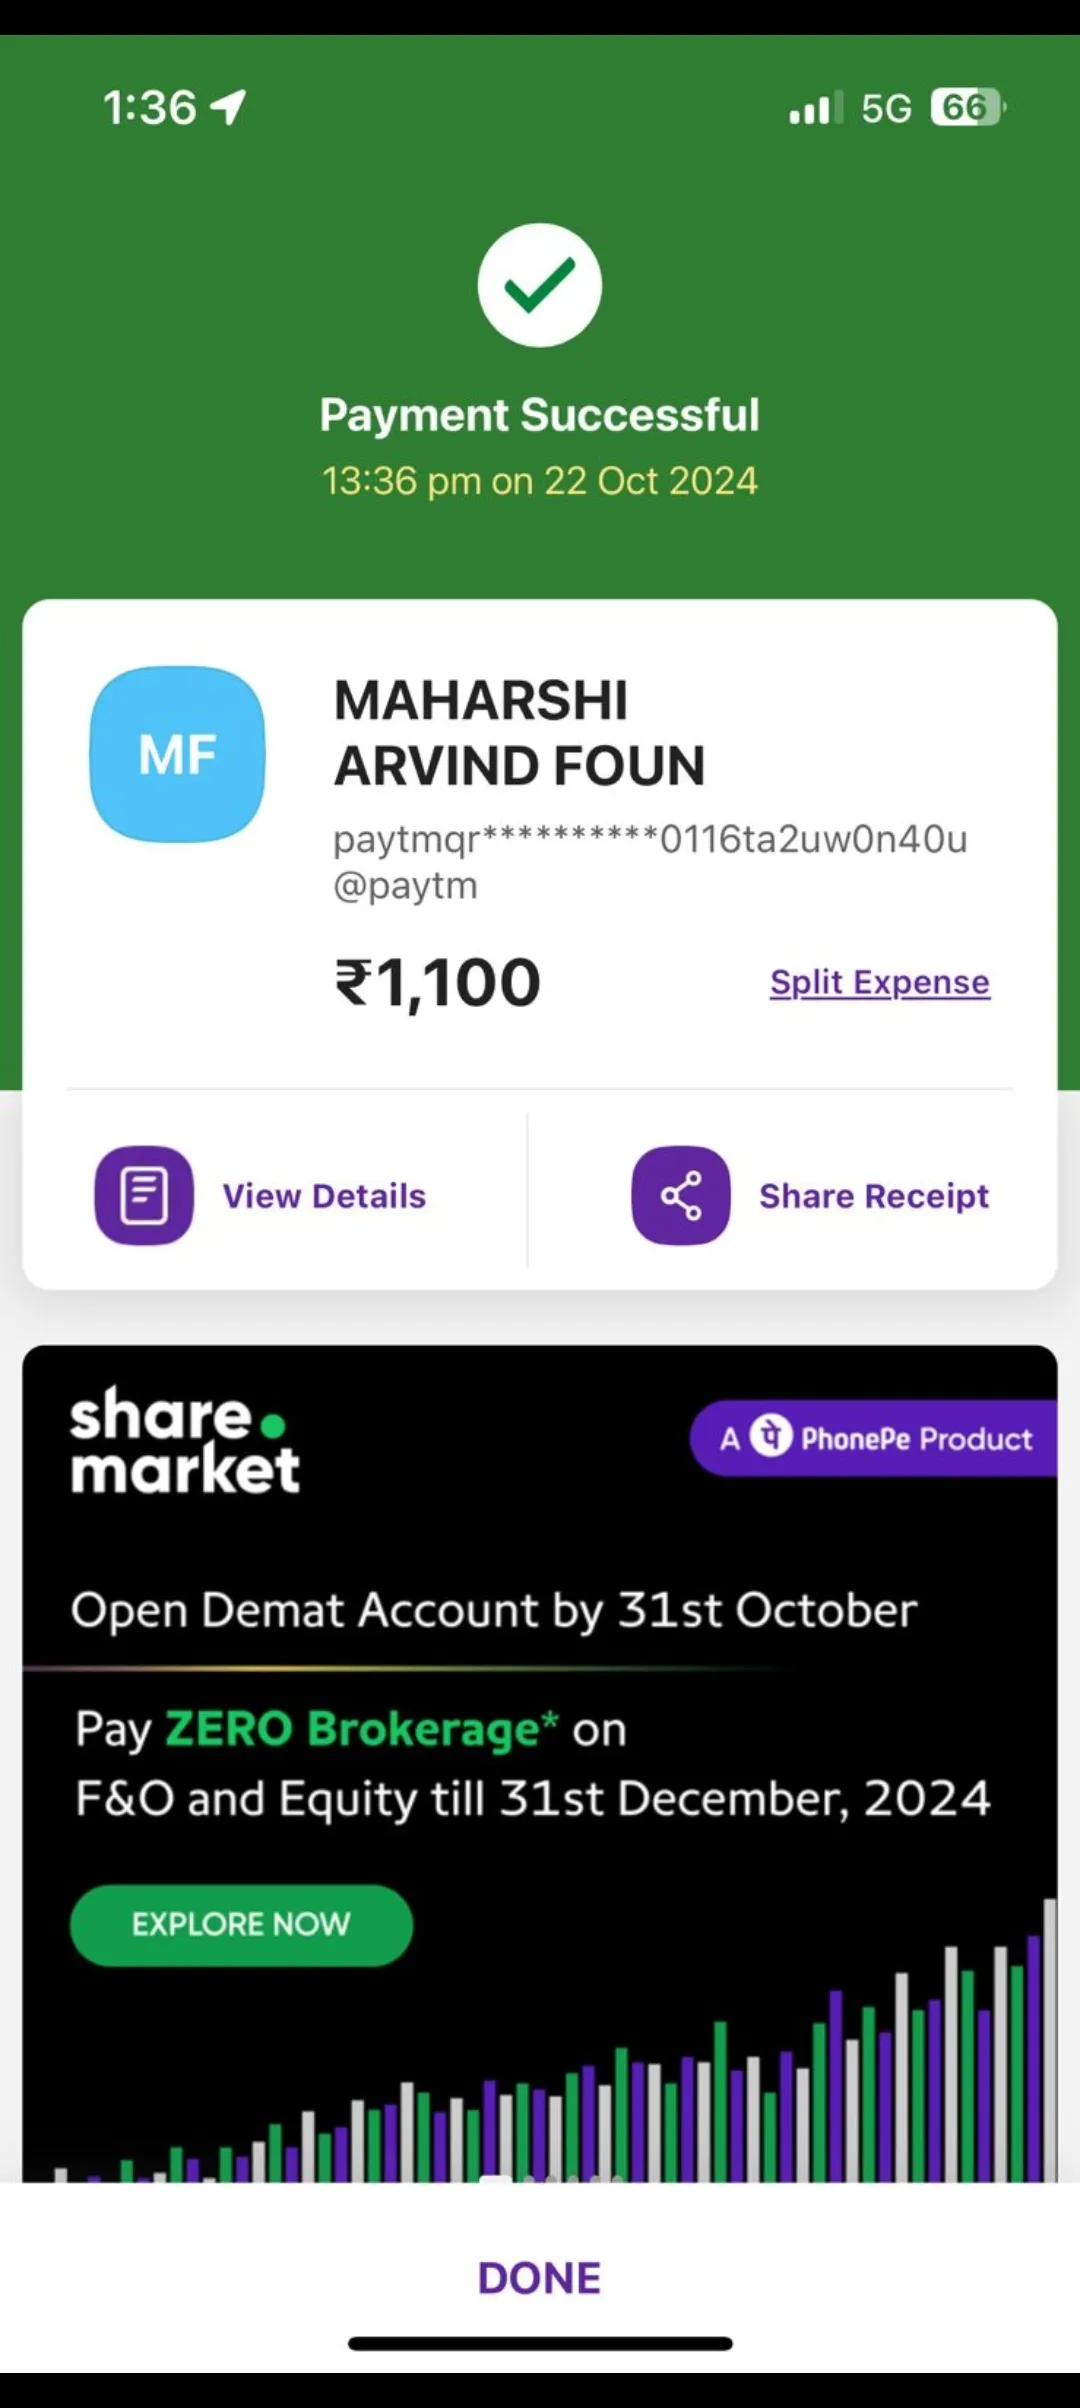 1:36 5G 66
Payment Successful
13:36 pm on 22 Oct 2024
MF
MAHARSHI
ARVIND FOUN
paytmqr**********0116ta2uw0n40u
@paytm
₹1,100 Split Expense
View Details Share Receipt
share.
market
A पे PhonePe Product
Open Demat Account by 31st October
Pay ZERO Brokerage* on
F&O and Equity till 31st December, 2024
EXPLORE NOW
DONE